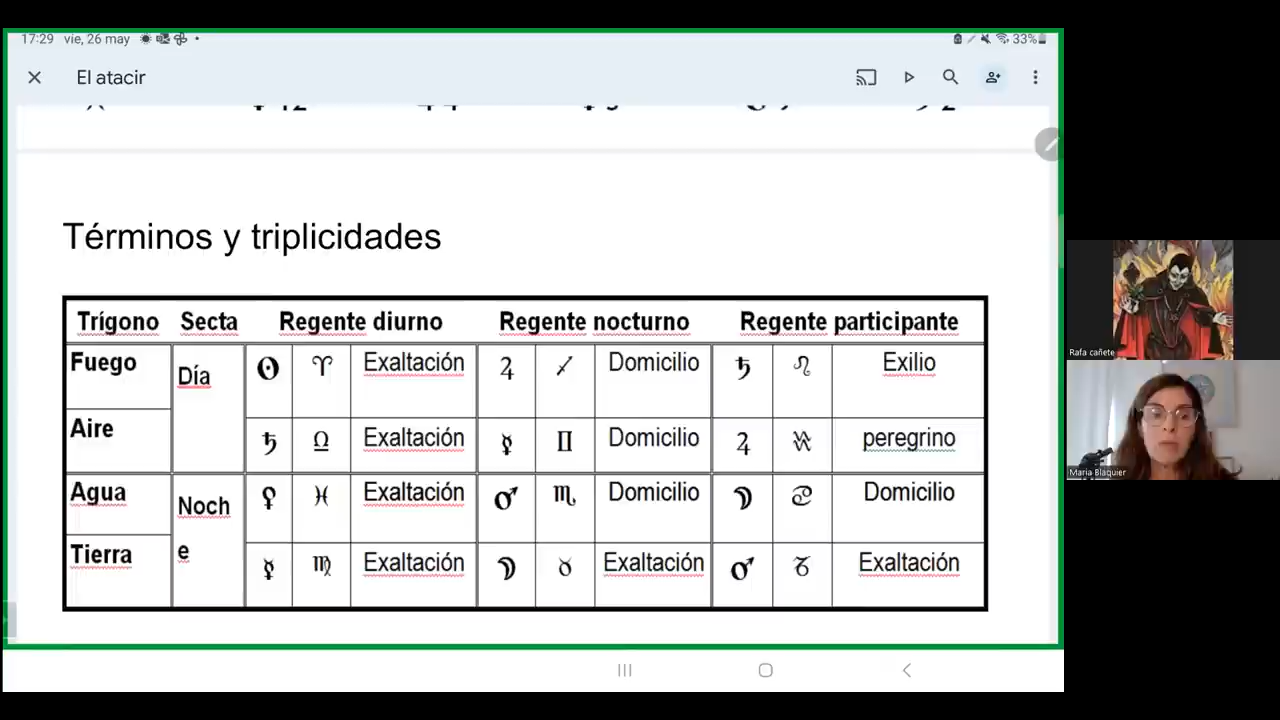 17:29 vie, 26 may 33%
El atacir
Términos y triplicidades
Trígono Secta Regente diurno Regente nocturno Regente participante
Fuego Día ☉ ♈ Exaltación ♃ ♐ Domicilio ♄ ♌ Exilio
Aire ♄ ♎ Exaltación ☿ ♊ Domicilio ♃ ♒ peregrino
Agua Noch ♀ ♓ Exaltación ♂ ♏ Domicilio ☽ ♋ Domicilio
e
Tierra ☿ ♍ Exaltación ☽ ♉ Exaltación ♂ ♑ Exaltación
Rafa cañete
Maria Blaquier